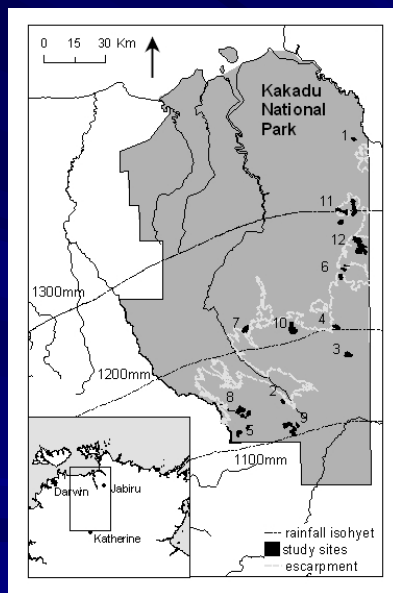 0 15 30 Km
Kakadu
National
Park
1
11
12
6
1300mm
7
10
4
3
1200mm
8
2
9
5
1100mm
Darwin
Jabiru
Katherine
rainfall isohyet
study sites
escarpment